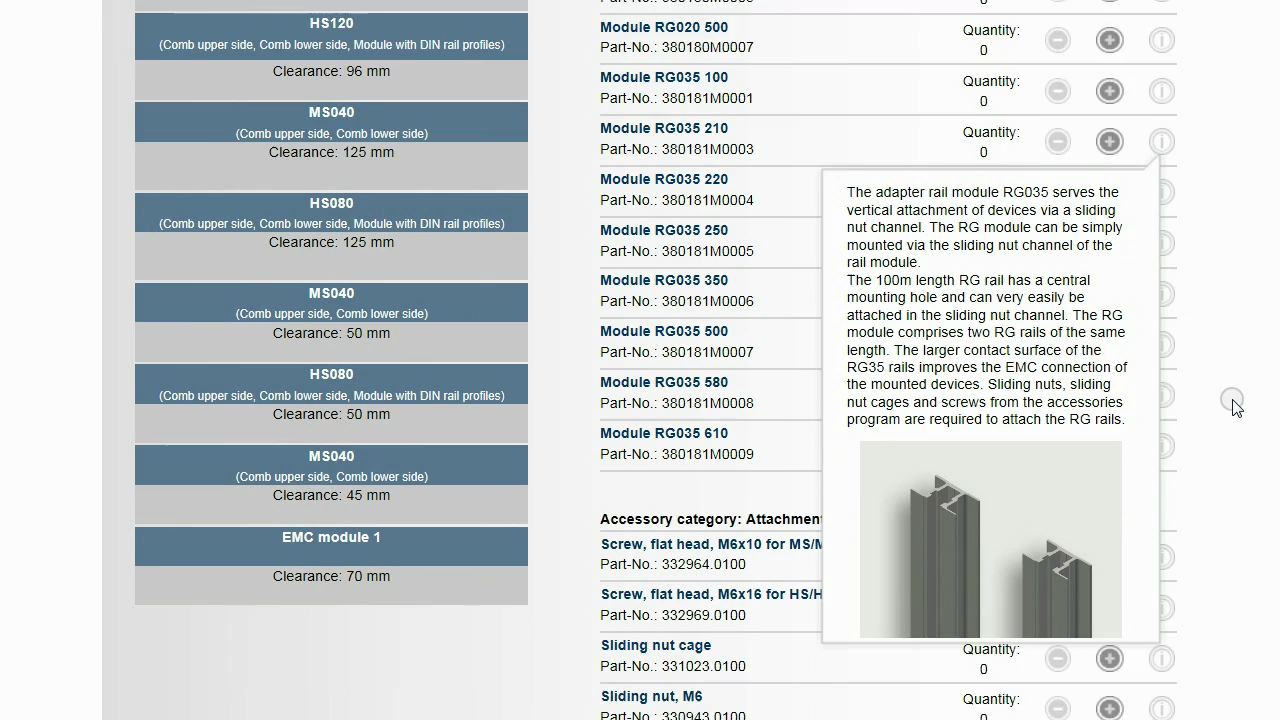 HS120
(Comb upper side, Comb lower side, Module with DIN rail profiles)
Clearance: 96 mm
MS040
(Comb upper side, Comb lower side)
Clearance: 125 mm
HS080
(Comb upper side, Comb lower side, Module with DIN rail profiles)
Clearance: 125 mm
MS040
(Comb upper side, Comb lower side)
Clearance: 50 mm
HS080
(Comb upper side, Comb lower side, Module with DIN rail profiles)
Clearance: 50 mm
MS040
(Comb upper side, Comb lower side)
Clearance: 45 mm
EMC module 1
Clearance: 70 mm
Module RG020 500
Part-No.: 380180M0007
Quantity:
0
Module RG035 100
Part-No.: 380181M0001
Quantity:
0
Module RG035 210
Part-No.: 380181M0003
Quantity:
0
Module RG035 220
Part-No.: 380181M0004
Module RG035 250
Part-No.: 380181M0005
Module RG035 350
Part-No.: 380181M0006
Module RG035 500
Part-No.: 380181M0007
Module RG035 580
Part-No.: 380181M0008
Module RG035 610
Part-No.: 380181M0009
The adapter rail module RG035 serves the
vertical attachment of devices via a sliding
nut channel. The RG module can be simply
mounted via the sliding nut channel of the
rail module.
The 100m length RG rail has a central
mounting hole and can very easily be
attached in the sliding nut channel. The RG
module comprises two RG rails of the same
length. The larger contact surface of the
RG35 rails improves the EMC connection of
the mounted devices. Sliding nuts, sliding
nut cages and screws from the accessories
program are required to attach the RG rails.
Accessory category: Attachment
Screw, flat head, M6x10 for MS/M
Part-No.: 332964.0100
Screw, flat head, M6x16 for HS/H
Part-No.: 332969.0100
Sliding nut cage
Part-No.: 331023.0100
Quantity:
0
Sliding nut, M6
Part-No.: 330943.0100
Quantity:
0